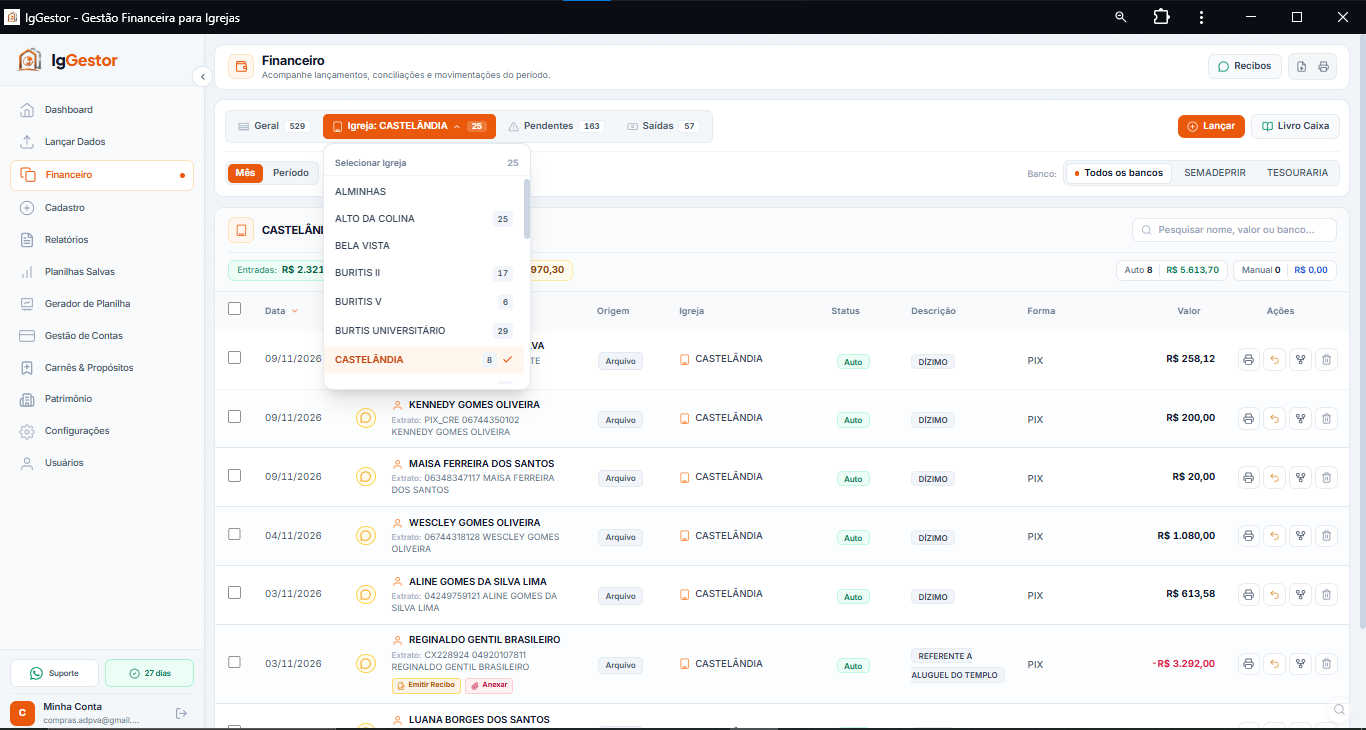 IgGestor - Gestão Financeira para Igrejas
IgGestor
Dashboard
Lançar Dados
Financeiro
Cadastro
Relatórios
Planilhas Salvas
Gerador de Planilha
Gestão de Contas
Carnês & Propósitos
Patrimônio
Configurações
Usuários
Suporte
27 dias
C
Minha Conta
compras.adpva@gmail....
Financeiro
Acompanhe lançamentos, conciliações e movimentações do período.
Recibos
Geral 529
Igreja: CASTELÂNDIA 25
Pendentes 163
Saídas 57
Lançar
Livro Caixa
Mês
Período
Banco:
Todos os bancos
SEMADEPRIR
TESOURARIA
Selecionar Igreja 25
ALMINHAS
ALTO DA COLINA 25
BELA VISTA
BURITIS II 17
BURITIS V 6
BURTIS UNIVERSITÁRIO 29
CASTELÂNDIA 8
CASTELÂN
Pesquisar nome, valor ou banco...
Entradas: R$ 2.321
970,30
Auto 8 R$ 5.613,70
Manual 0 R$ 0,00
Data Origem Igreja Status Descrição Forma Valor Ações
LVA
09/11/2026 TE Arquivo CASTELÂNDIA Auto DÍZIMO PIX R$ 258,12
KENNEDY GOMES OLIVEIRA
09/11/2026 Extrato: PIX_CRE 06744350102 Arquivo CASTELÂNDIA Auto DÍZIMO PIX R$ 200,00
KENNEDY GOMES OLIVEIRA
MAISA FERREIRA DOS SANTOS
09/11/2026 Extrato: 06348347117 MAISA FERREIRA Arquivo CASTELÂNDIA Auto DÍZIMO PIX R$ 20,00
DOS SANTOS
WESCLEY GOMES OLIVEIRA
04/11/2026 Extrato: 06744318128 WESCLEY GOMES Arquivo CASTELÂNDIA Auto DÍZIMO PIX R$ 1.080,00
OLIVEIRA
ALINE GOMES DA SILVA LIMA
03/11/2026 Extrato: 04249759121 ALINE GOMES DA Arquivo CASTELÂNDIA Auto DÍZIMO PIX R$ 613,58
SILVA LIMA
REGINALDO GENTIL BRASILEIRO
03/11/2026 Extrato: CX228924 04920107811 Arquivo CASTELÂNDIA Auto REFERENTE A PIX -R$ 3.292,00
REGINALDO GENTIL BRASILEIRO ALUGUEL DO TEMPLO
Emitir Recibo Anexar
LUANA BORGES DOS SANTOS